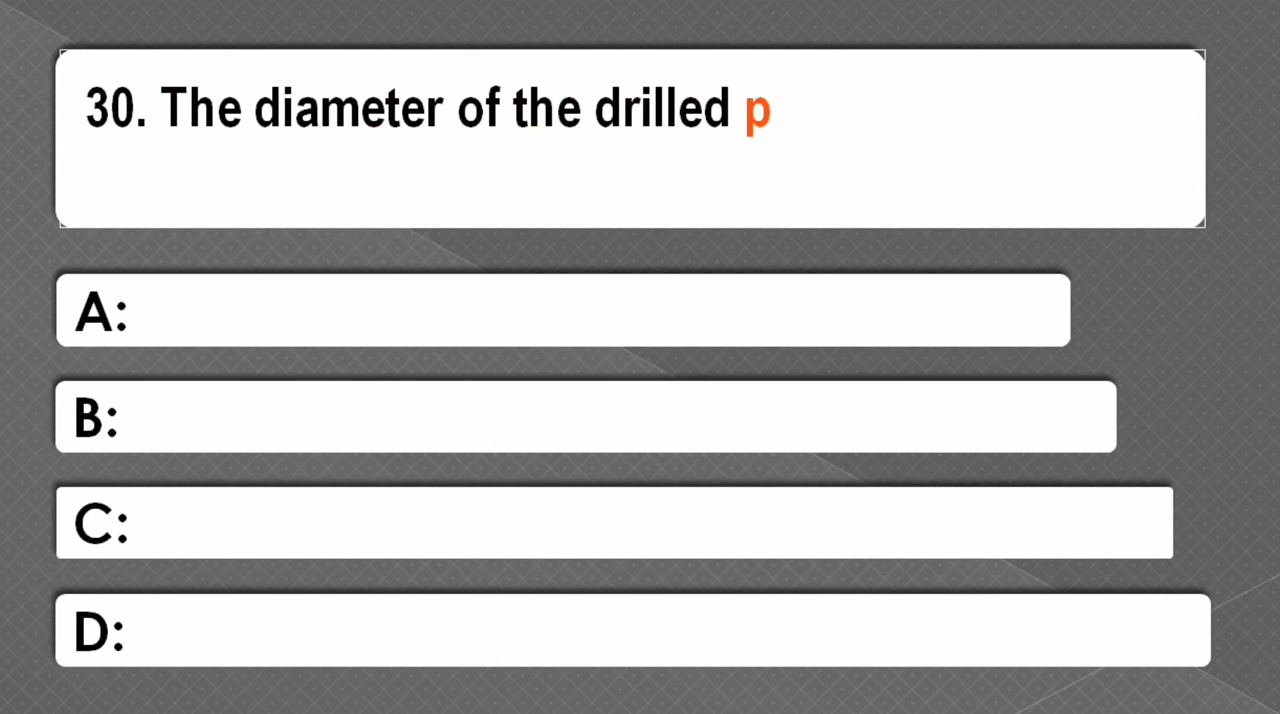 30. The diameter of the drilled p
A:
B:
C:
D: